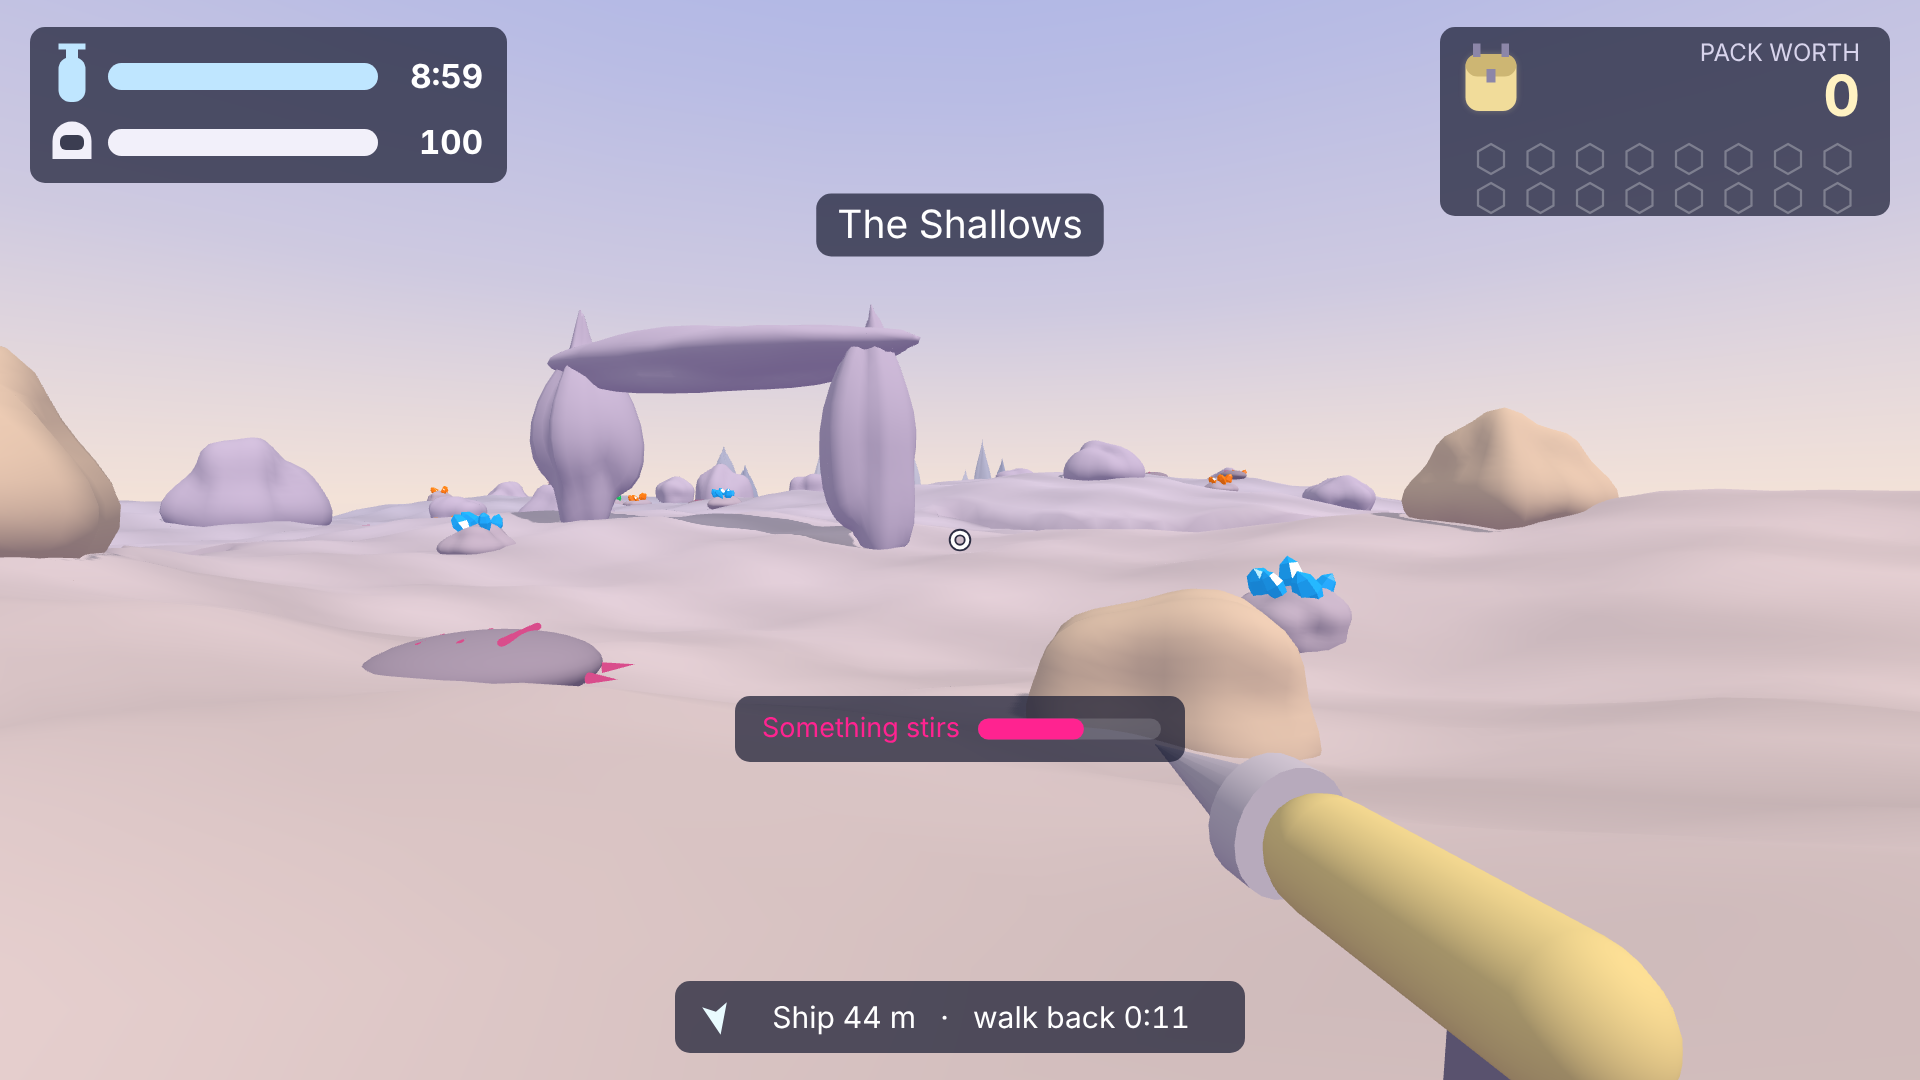 8:59
100
PACK WORTH
0
The Shallows
Something stirs
Ship 44 m · walk back 0:11